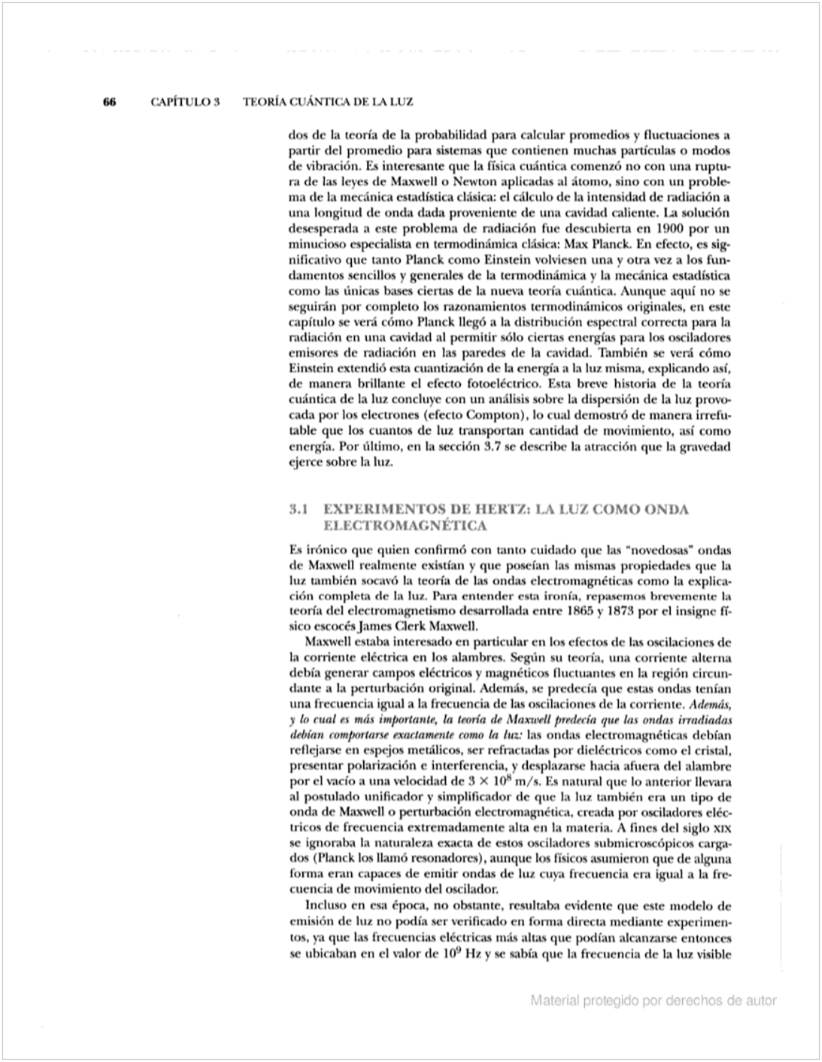 66 CAPÍTULO 3 TEORÍA CUÁNTICA DE LA LUZ
dos de la teoría de la probabilidad para calcular promedios y fluctuaciones a
partir del promedio para sistemas que contienen muchas partículas o modos
de vibración. Es interesante que la física cuántica comenzó no con una ruptu-
ra de las leyes de Maxwell o Newton aplicadas al átomo, sino con un proble-
ma de la mecánica estadística clásica: el cálculo de la intensidad de radiación a
una longitud de onda dada proveniente de una cavidad caliente. La solución
desesperada a este problema de radiación fue descubierta en 1900 por un
minucioso especialista en termodinámica clásica: Max Planck. En efecto, es sig-
nificativo que tanto Planck como Einstein volviesen una y otra vez a los fun-
damentos sencillos y generales de la termodinámica y la mecánica estadística
como las únicas bases ciertas de la nueva teoría cuántica. Aunque aquí no se
seguirán por completo los razonamientos termodinámicos originales, en este
capítulo se verá cómo Planck llegó a la distribución espectral correcta para la
radiación en una cavidad al permitir sólo ciertas energías para los osciladores
emisores de radiación en las paredes de la cavidad. También se verá cómo
Einstein extendió esta cuantización de la energía a la luz misma, explicando así,
de manera brillante el efecto fotoeléctrico. Esta breve historia de la teoría
cuántica de la luz concluye con un análisis sobre la dispersión de la luz provo-
cada por los electrones (efecto Compton), lo cual demostró de manera irrefu-
table que los cuantos de luz transportan cantidad de movimiento, así como
energía. Por último, en la sección 3.7 se describe la atracción que la gravedad
ejerce sobre la luz.
3.1 EXPERIMENTOS DE HERTZ: LA LUZ COMO ONDA
ELECTROMAGNÉTICA
Es irónico que quien confirmó con tanto cuidado que las "novedosas" ondas
de Maxwell realmente existían y que poseían las mismas propiedades que la
luz también socavó la teoría de las ondas electromagnéticas como la explica-
ción completa de la luz. Para entender esta ironía, repasemos brevemente la
teoría del electromagnetismo desarrollada entre 1865 y 1873 por el insigne fí-
sico escocés James Clerk Maxwell.
Maxwell estaba interesado en particular en los efectos de las oscilaciones de
la corriente eléctrica en los alambres. Según su teoría, una corriente alterna
debía generar campos eléctricos y magnéticos fluctuantes en la región circun-
dante a la perturbación original. Además, se predecía que estas ondas tenían
una frecuencia igual a la frecuencia de las oscilaciones de la corriente. Además,
y lo cual es más importante, la teoría de Maxwell predecía que las ondas irradiadas
debían comportarse exactamente como la luz: las ondas electromagnéticas debían
reflejarse en espejos metálicos, ser refractadas por dieléctricos como el cristal,
presentar polarización e interferencia, y desplazarse hacia afuera del alambre
por el vacío a una velocidad de 3 × 10⁸ m/s. Es natural que lo anterior llevara
al postulado unificador y simplificador de que la luz también era un tipo de
onda de Maxwell o perturbación electromagnética, creada por osciladores eléc-
tricos de frecuencia extremadamente alta en la materia. A fines del siglo XIX
se ignoraba la naturaleza exacta de estos osciladores submicroscópicos carga-
dos (Planck los llamó resonadores), aunque los físicos asumieron que de alguna
forma eran capaces de emitir ondas de luz cuya frecuencia era igual a la fre-
cuencia de movimiento del oscilador.
Incluso en esa época, no obstante, resultaba evidente que este modelo de
emisión de luz no podía ser verificado en forma directa mediante experimen-
tos, ya que las frecuencias eléctricas más altas que podían alcanzarse entonces
se ubicaban en el valor de 10⁹ Hz y se sabía que la frecuencia de la luz visible
Material protegido por derechos de autor